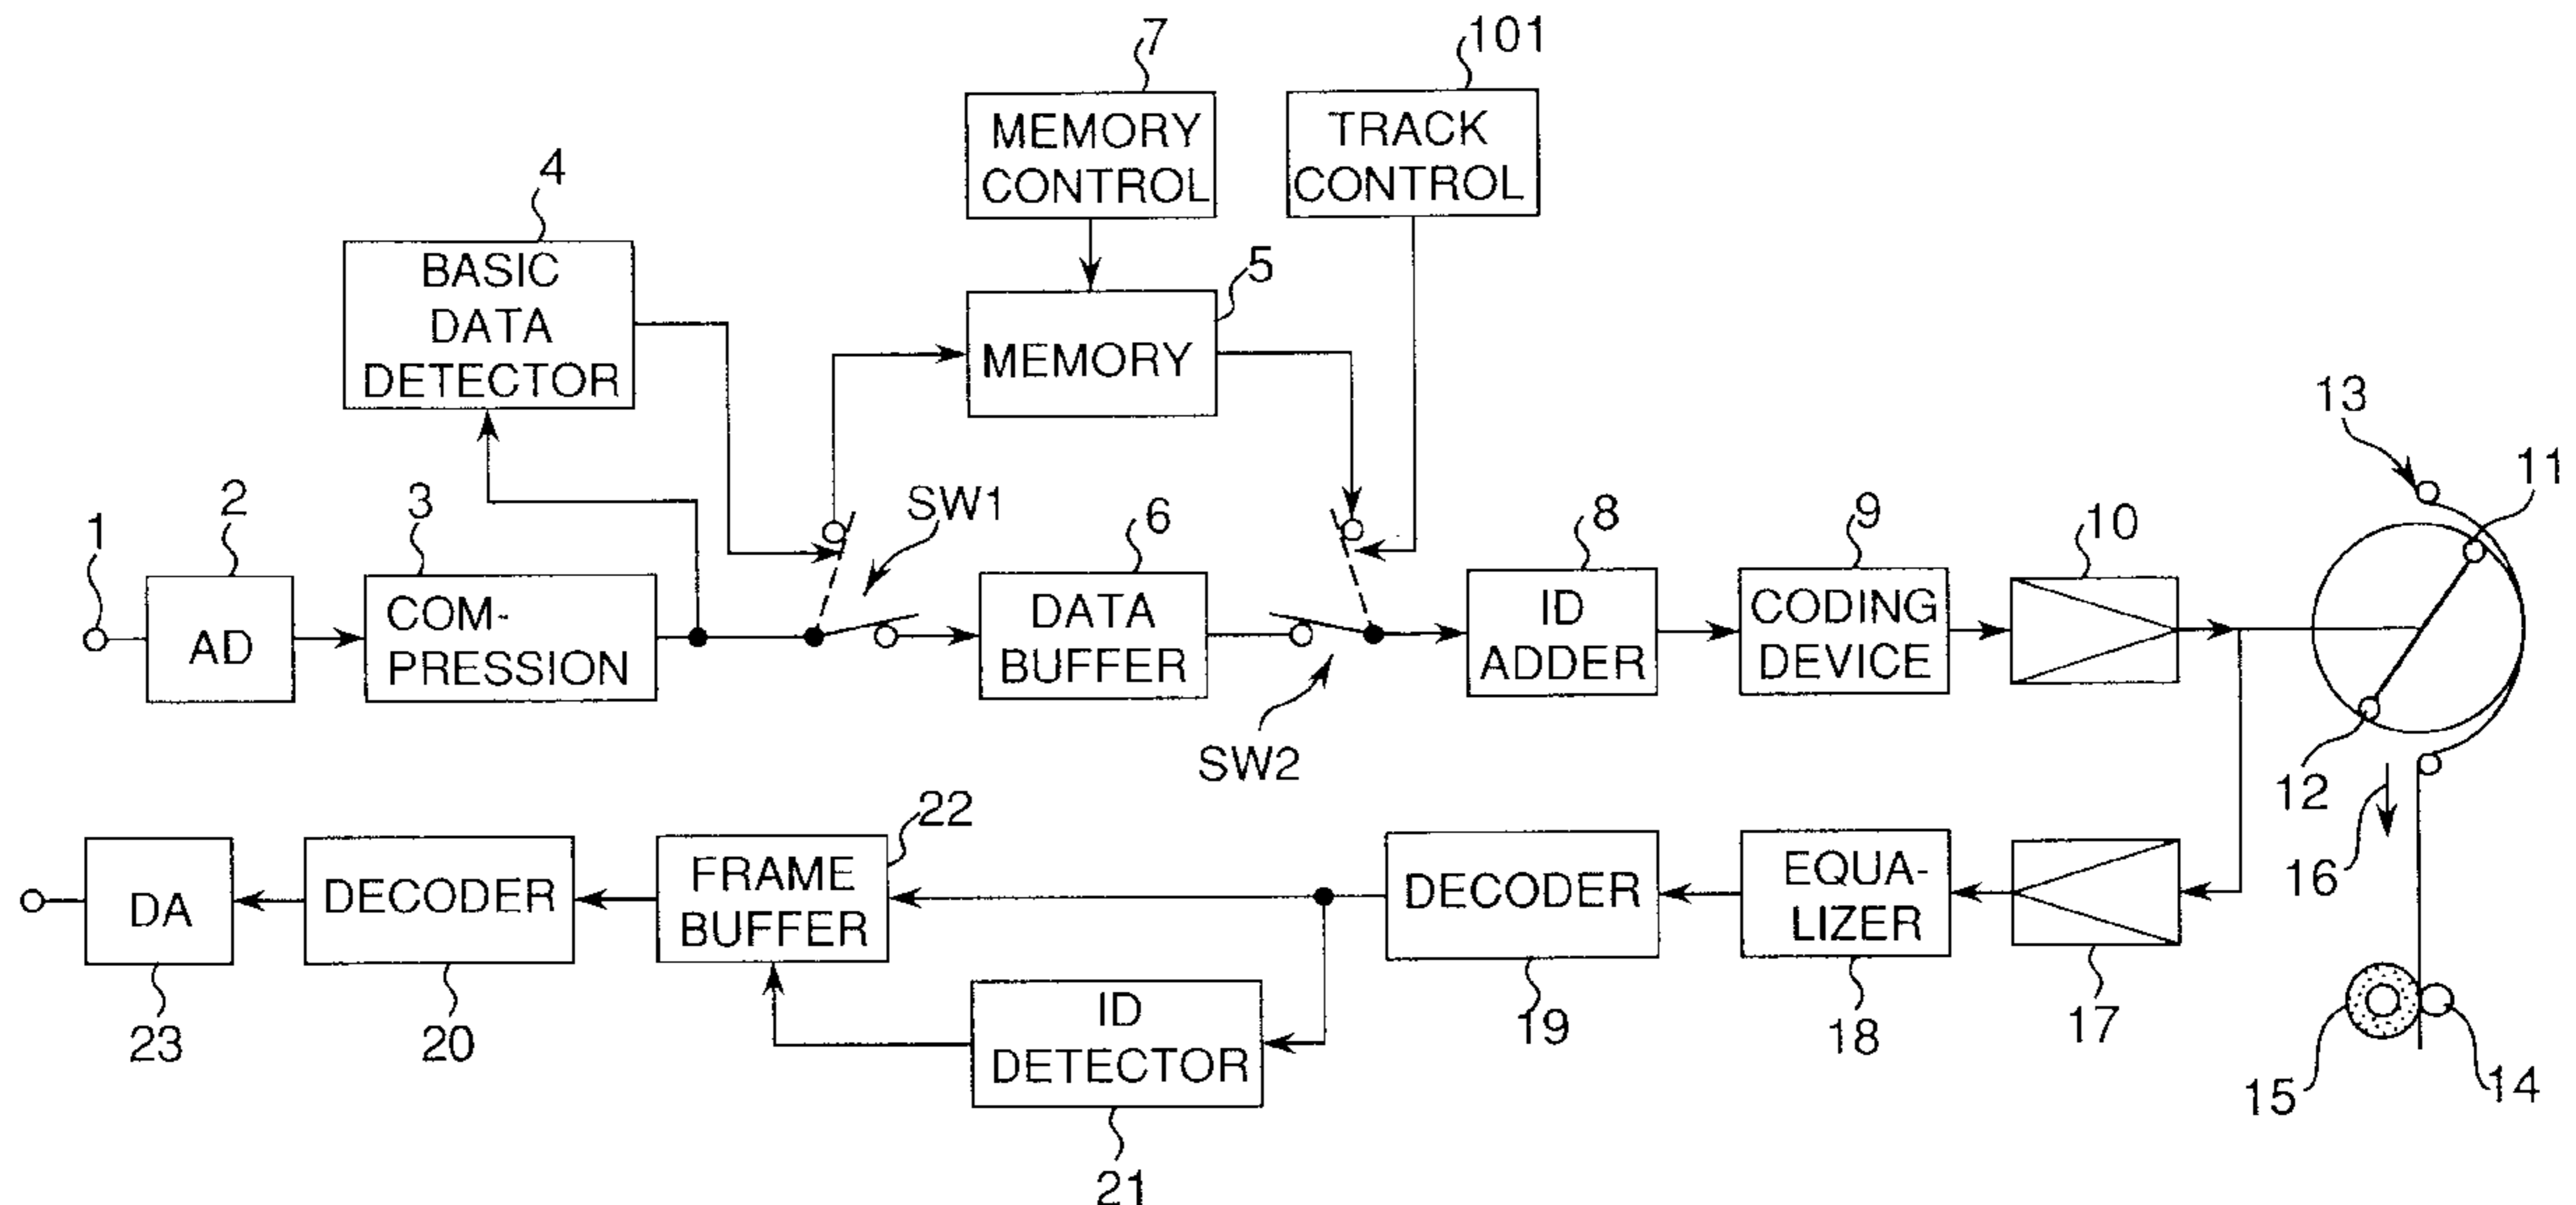 7
101
MEMORY
CONTROL
TRACK
CONTROL
4
BASIC
DATA
DETECTOR
5
MEMORY
13
11
1
2
AD
3
COM-
PRESSION
SW1
6
DATA
BUFFER
SW2
8
ID
ADDER
9
CODING
DEVICE
10
12
16
22
DA
23
DECODER
20
FRAME
BUFFER
ID
DETECTOR
21
DECODER
19
EQUA-
LIZER
18
17
15
14